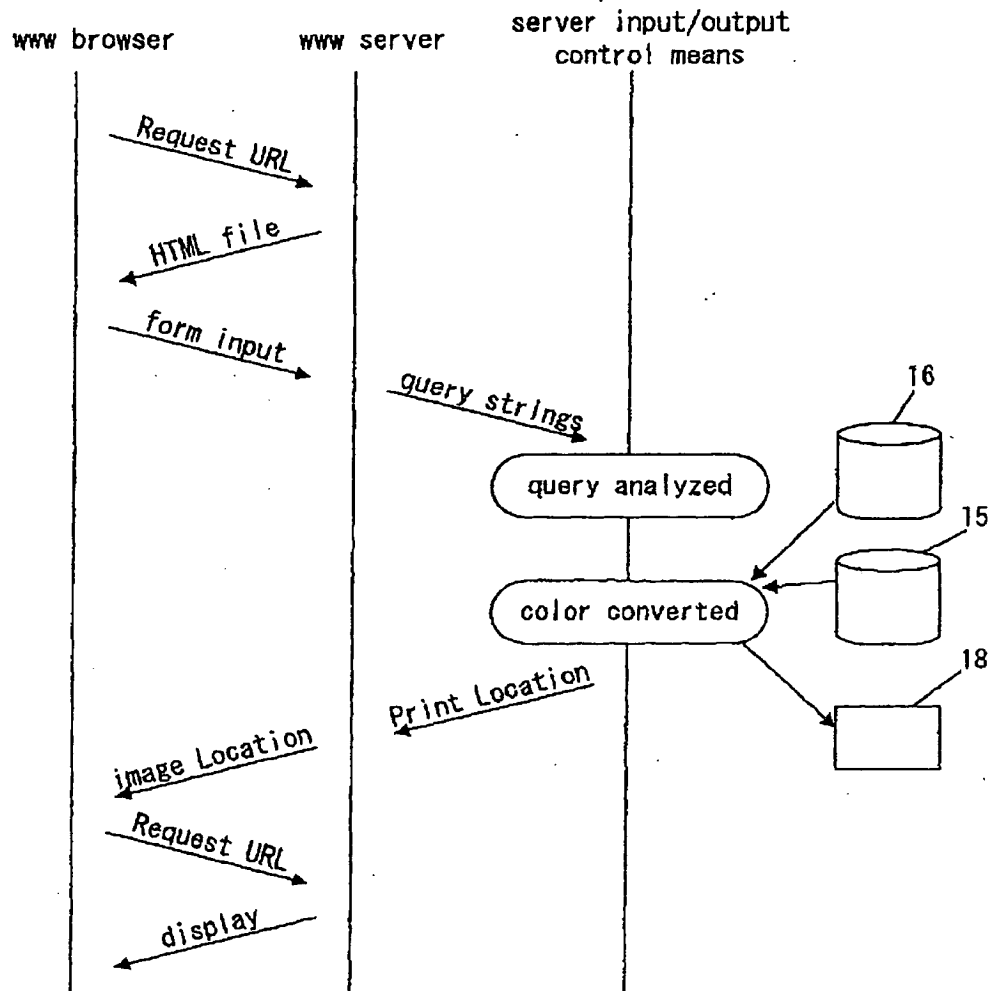 www browser
www server
server input/output
control means
Request URL
HTML file
form input
query strings
16
query analyzed
15
color converted
18
Print Location
image Location
Request URL
display